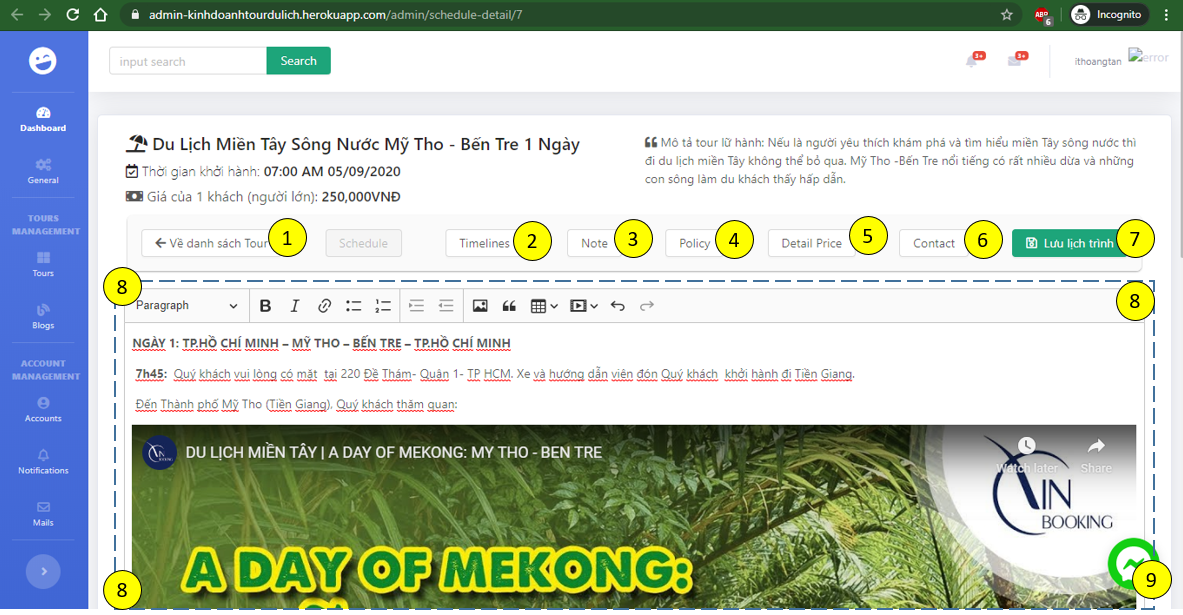 admin-kinhdoanhtourdulich.herokuapp.com/admin/schedule-detail/7
ABP
6
Incognito
input search
Search
3+
3+
ithoangtan
error
Dashboard
General
TOURS
MANAGEMENT
Tours
Blogs
ACCOUNT
MANAGEMENT
Accounts
Notifications
Mails
Du Lịch Miền Tây Sông Nước Mỹ Tho - Bến Tre 1 Ngày
Thời gian khởi hành: 07:00 AM 05/09/2020
Giá của 1 khách (người lớn): 250,000VNĐ
Mô tả tour lữ hành: Nếu là người yêu thích khám phá và tìm hiểu miền Tây sông nước thì
đi du lịch miền Tây không thể bỏ qua. Mỹ Tho -Bến Tre nổi tiếng có rất nhiều dừa và những
con sông làm du khách thấy hấp dẫn.
Về danh sách Tour
1
Schedule
Timelines
2
Note
3
Policy
4
Detail Price
5
Contact
6
Lưu lịch trình
7
8
8
Paragraph
NGÀY 1: TP.HỒ CHÍ MINH – MỸ THO – BẾN TRE – TP.HỒ CHÍ MINH
7h45: Quý khách vui lòng có mặt tại 220 Đề Thám- Quận 1- TP HCM. Xe và hướng dẫn viên đón Quý khách khởi hành đi Tiền Giang.
Đến Thành phố Mỹ Tho (Tiền Giang), Quý khách thăm quan:
DU LỊCH MIỀN TÂY | A DAY OF MEKONG: MY THO - BEN TRE
Watch later
Share
IN
BOOKING
A DAY OF MEKONG:
8
9